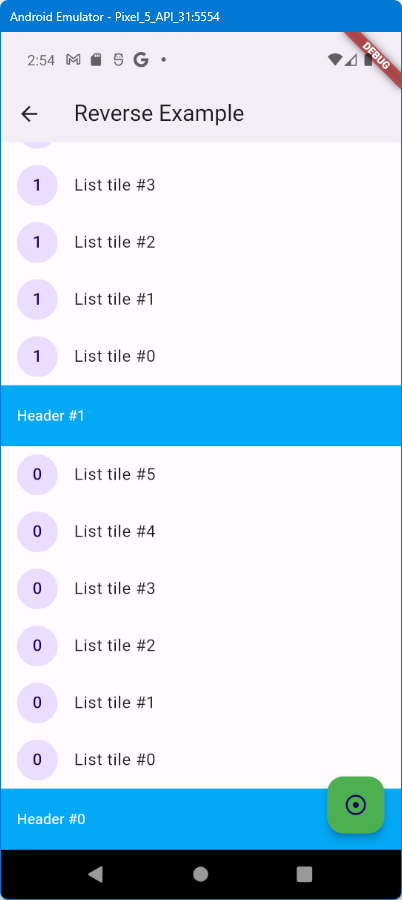 Android Emulator - Pixel_5_API_31:5554
2:54
DEBUG
Reverse Example
1 List tile #3
1 List tile #2
1 List tile #1
1 List tile #0
Header #1
0 List tile #5
0 List tile #4
0 List tile #3
0 List tile #2
0 List tile #1
0 List tile #0
Header #0